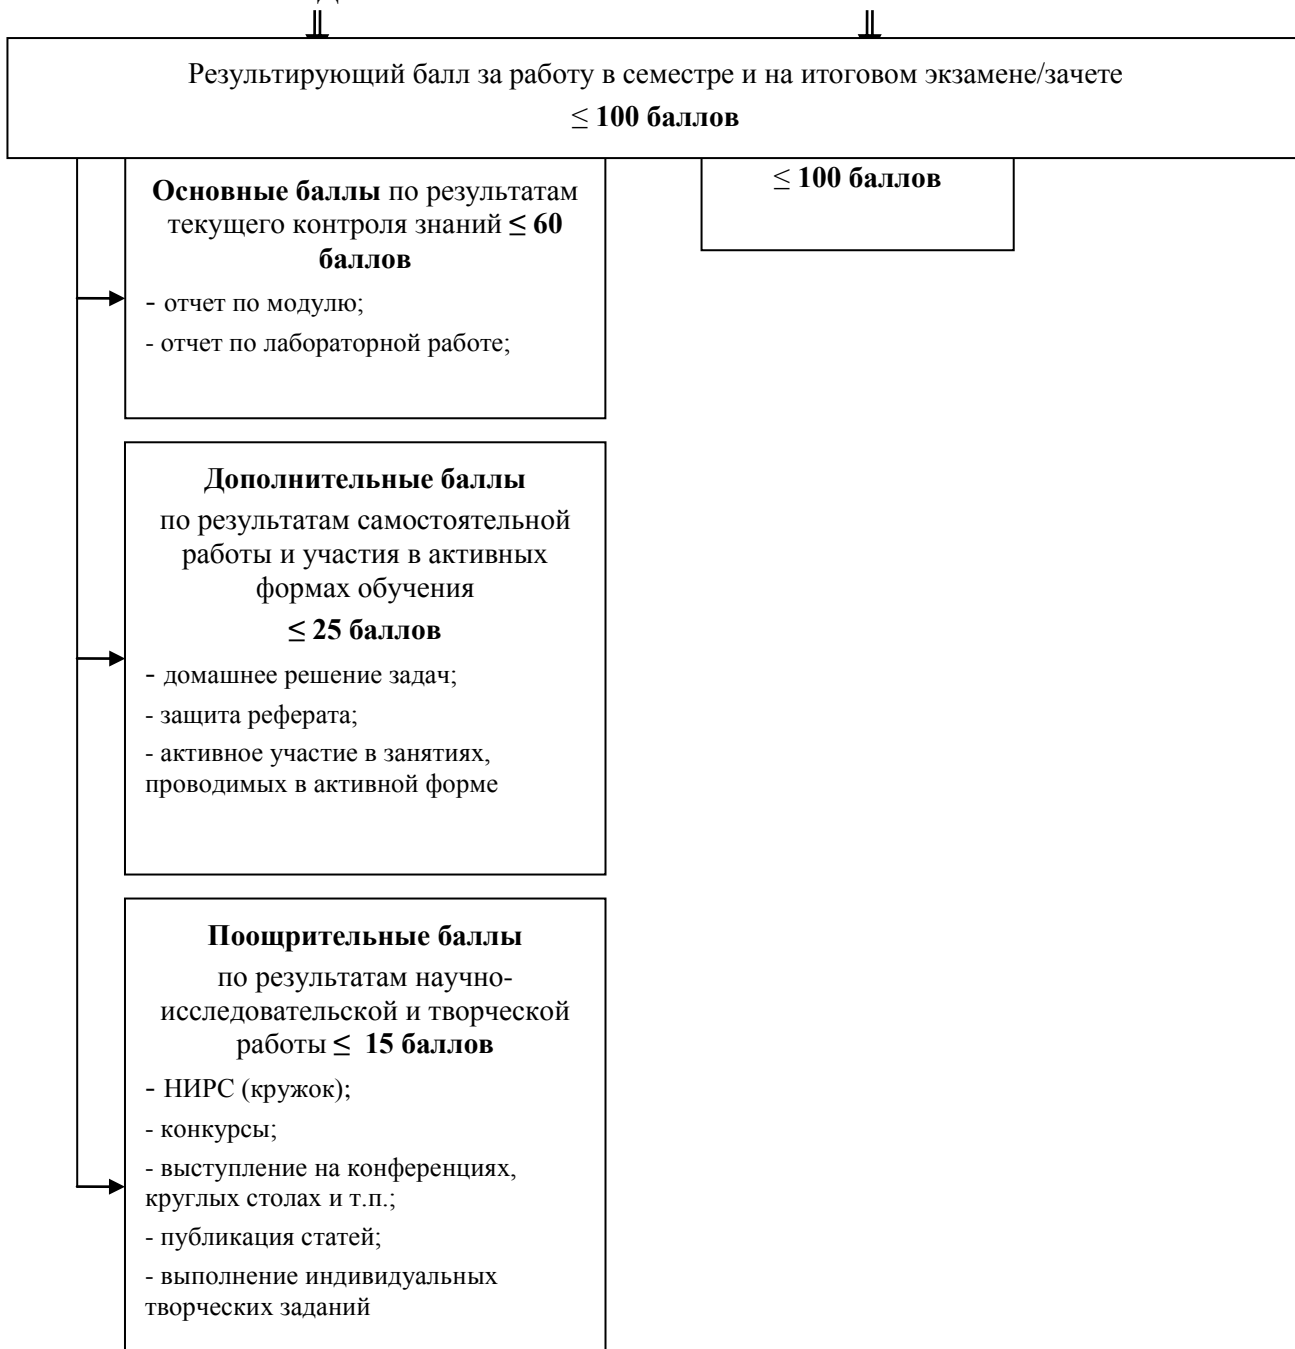 Результирующий балл за работу в семестре и на итоговом экзамене/зачете
≤ 100 баллов
Основные баллы по результатам
текущего контроля знаний ≤ 60
баллов
- отчет по модулю;
- отчет по лабораторной работе;
≤ 100 баллов
Дополнительные баллы
по результатам самостоятельной
работы и участия в активных
формах обучения
≤ 25 баллов
- домашнее решение задач;
- защита реферата;
- активное участие в занятиях,
проводимых в активной форме
Поощрительные баллы
по результатам научно-
исследовательской и творческой
работы ≤ 15 баллов
- НИРС (кружок);
- конкурсы;
- выступление на конференциях,
круглых столах и т.п.;
- публикация статей;
- выполнение индивидуальных
творческих заданий